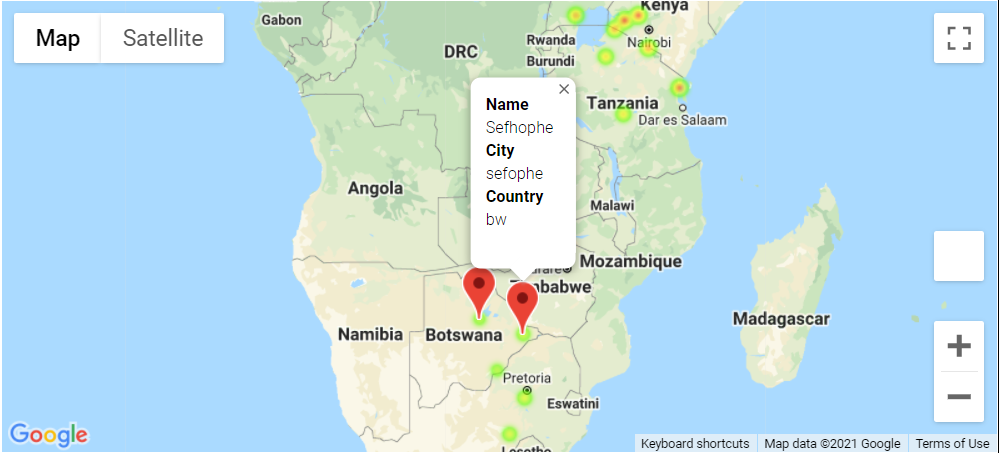 Map
Satellite
Gabon
Kenya
DRC
Rwanda
Nairobi
Burundi
Name
Sefhophe
City
sefophe
Country
bw
Tanzania
Dar es Salaam
Angola
Malawi
Mozambique
Zimbabwe
Madagascar
Namibia
Botswana
Pretoria
Eswatini
Google
Keyboard shortcuts
Map data ©2021 Google
Terms of Use